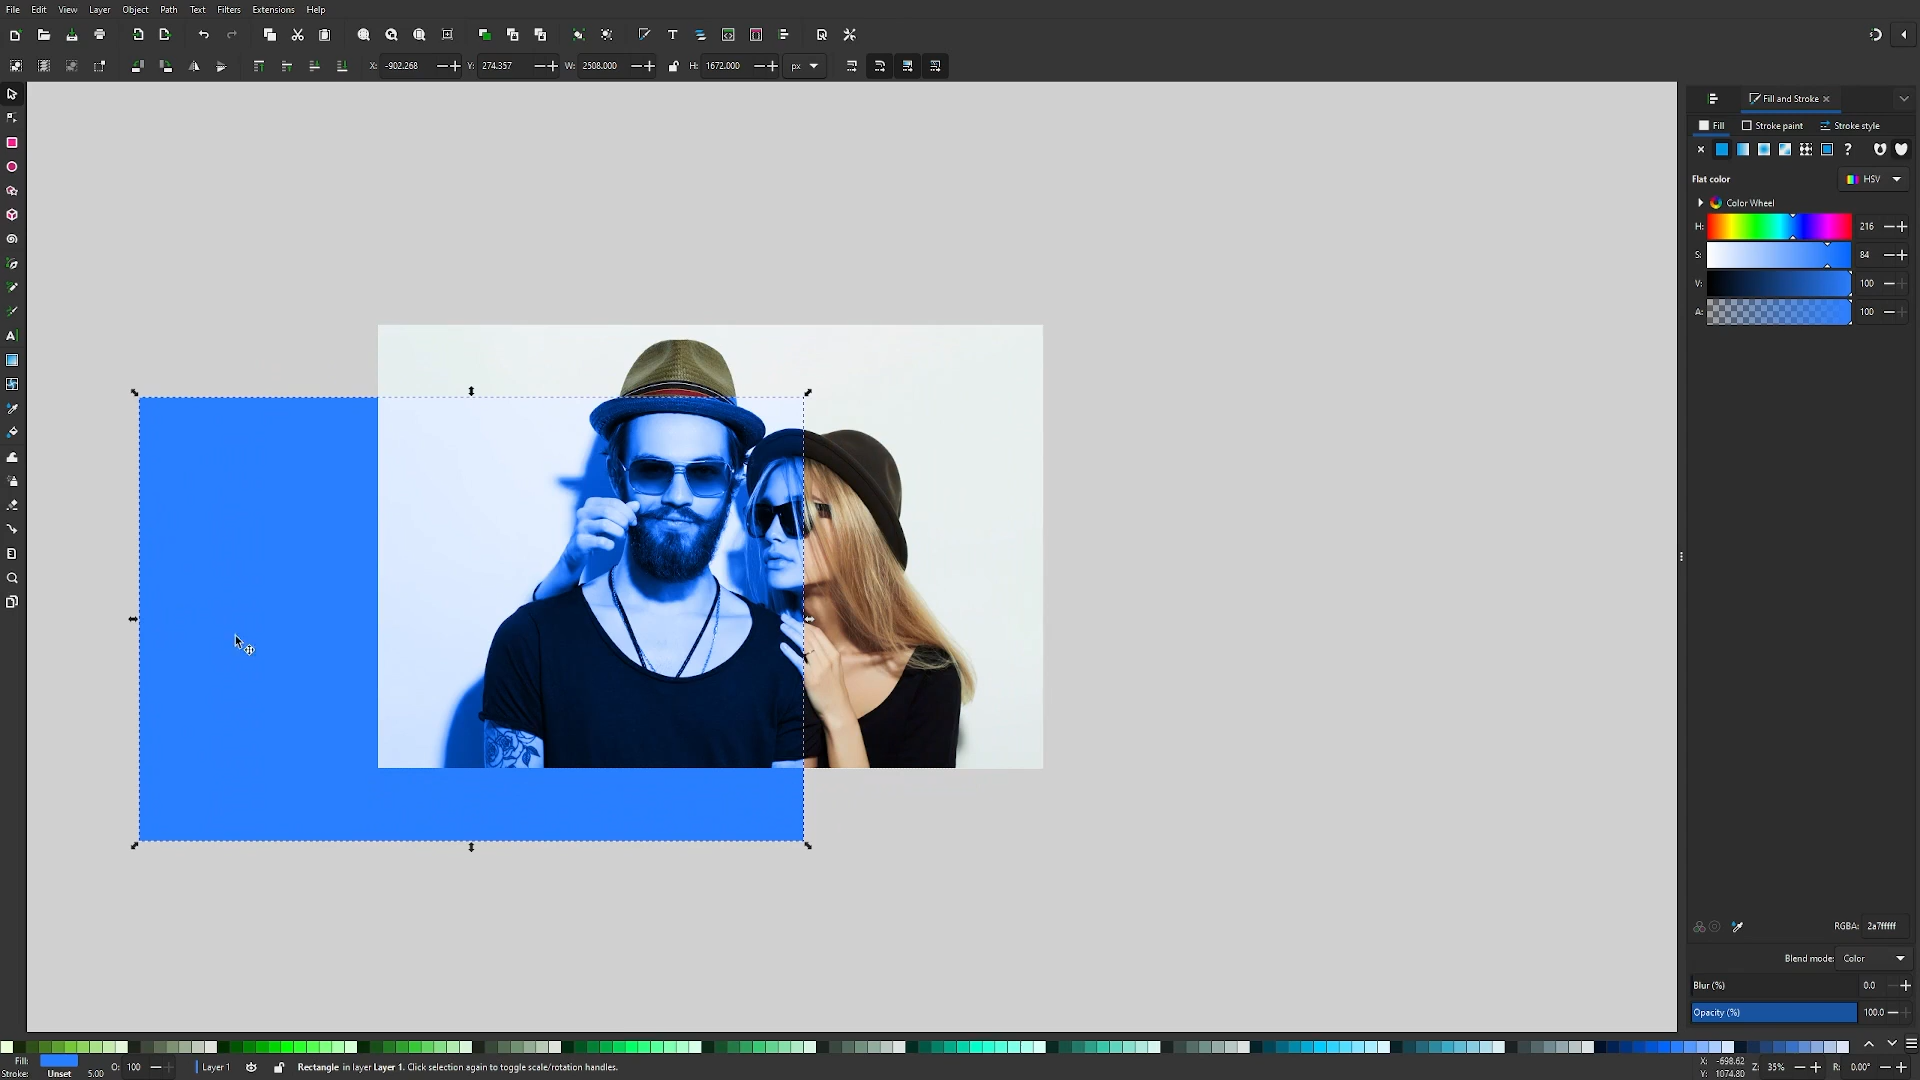 File Edit View Layer Object Path Text Filters Extensions Help
X: -902.268 Y: 274.357 W: 2508.000 H: 1672.000 px
Fill and Stroke
Fill Stroke paint Stroke style
?
Flat color HSV
Color Wheel
H: 216
S: 84
V: 100
A: 100
RGBA: 2a7fffff
Blend mode: Color
Blur (%) 0.0
Opacity (%) 100.0
Fill: O: 100 Layer 1 Rectangle in layer Layer 1. Click selection again to toggle scale/rotation handles. X: -698.62 Z: 35% R: 0.00°
Stroke: Unset 5.00 Y: 1074.80